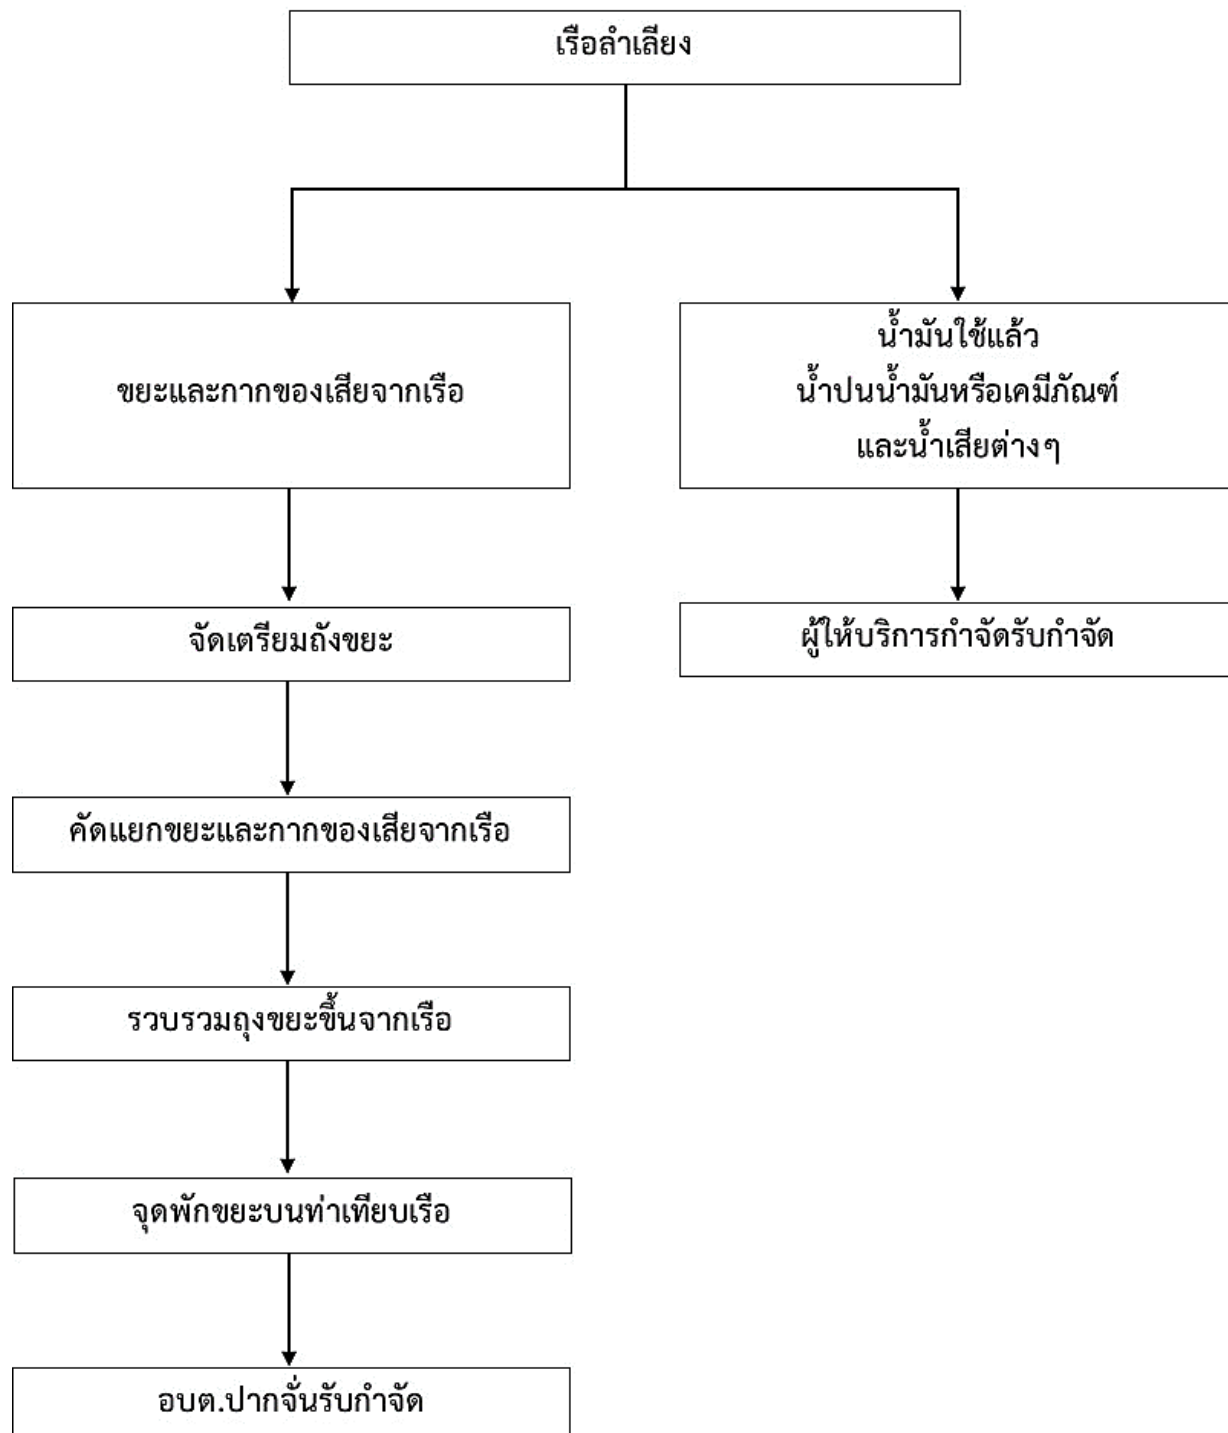 เรือลำเลียง
ขยะและกากของเสียจากเรือ
น้ำมันใช้แล้ว
น้ำปนน้ำมันหรือเคมีภัณฑ์
และน้ำเสียต่างๆ
จัดเตรียมถังขยะ
ผู้ให้บริการกำจัดรับกำจัด
คัดแยกขยะและกากของเสียจากเรือ
รวบรวมถุงขยะขึ้นจากเรือ
จุดพักขยะบนท่าเทียบเรือ
อบต.ปากจั่นรับกำจัด